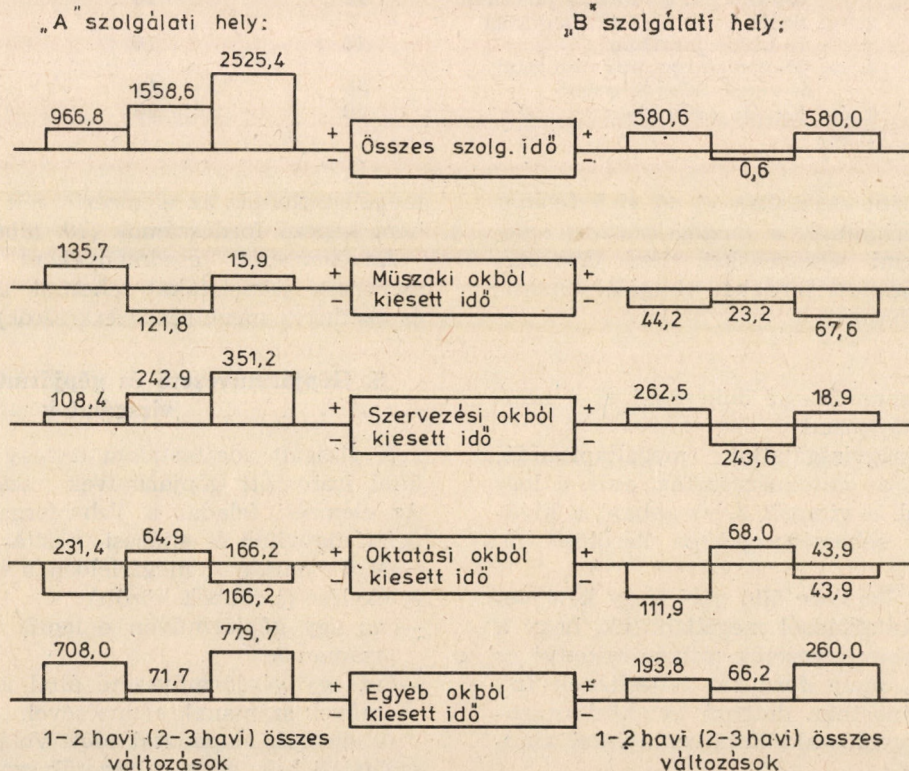 „A” szolgálati hely:
„B” szolgálati hely:
966,8 1558,6 2525,4
+ Összes szolg. idő +
− −
580,6 0,6 580,0
135,7 121,8 15,9
+ Műszaki okból +
− kiesett idő −
44,2 23,2 67,6
108,4 242,9 351,2
+ Szervezési okból +
− kiesett idő −
262,5 243,6 18,9
231,4 64,9 166,2
166,2
+ Oktatási okból +
− kiesett idő −
111,9 68,0 43,9
43,9
708,0 71,7 779,7
+ Egyéb okból +
− kiesett idő −
193,8 66,2 260,0
1-2 havi (2-3 havi) összes
változások
1-2 havi (2-3 havi) összes
változások